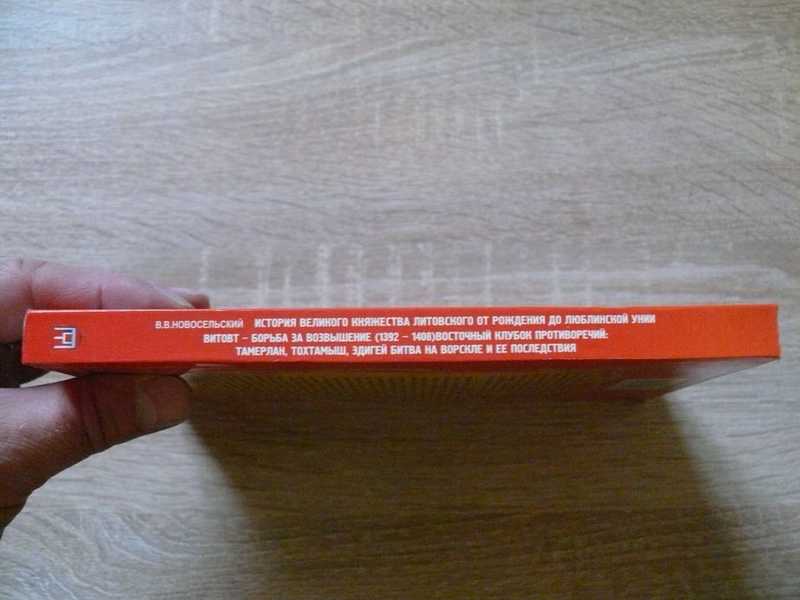 В.В.НОВОСЕЛЬСКИЙ ИСТОРИЯ ВЕЛИКОГО КНЯЖЕСТВА ЛИТОВСКОГО ОТ РОЖДЕНИЯ ДО ЛЮБЛИНСКОЙ УНИИ
ВИТОВТ – БОРЬБА ЗА ВОЗВЫШЕНИЕ (1392 – 1408)ВОСТОЧНЫЙ КЛУБОК ПРОТИВОРЕЧИЙ:
ТАМЕРЛАН, ТОХТАМЫШ, ЭДИГЕЙ БИТВА НА ВОРСКЛЕ И ЕЕ ПОСЛЕДСТВИЯ